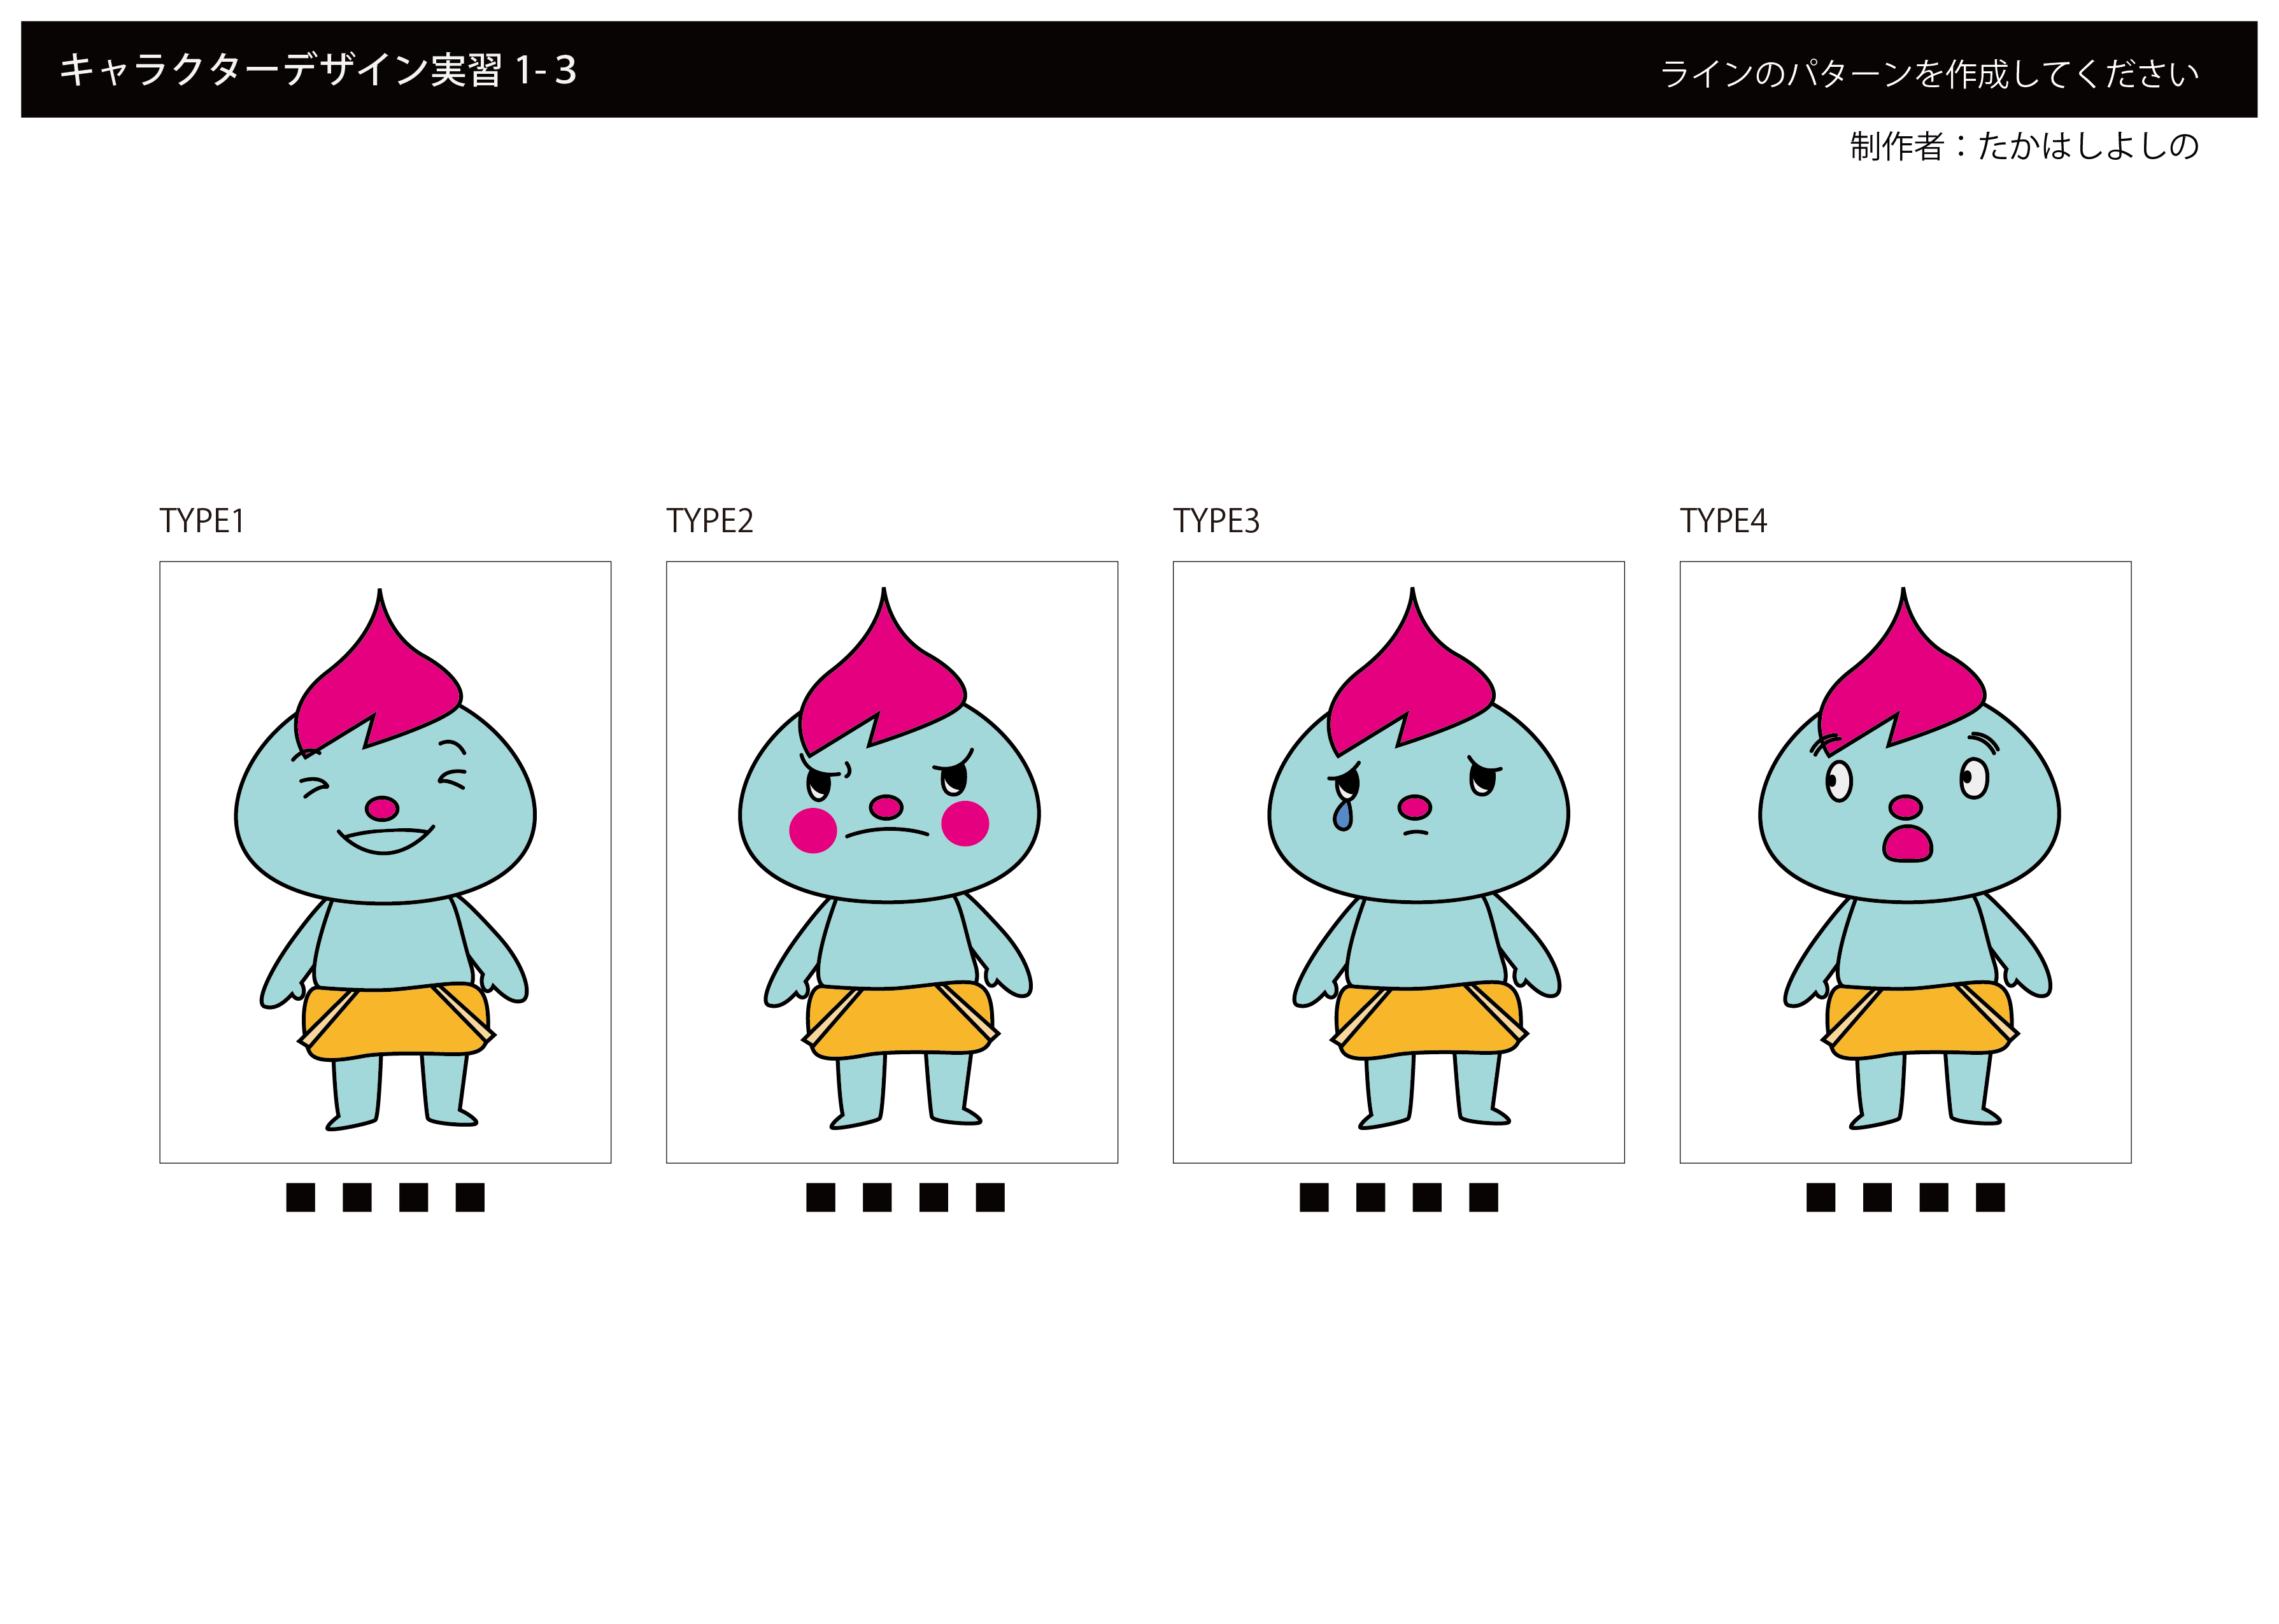 キャラクターデザイン実習 1- 3
ラインのパターンを作成してください
制作者：たかはしよしの
TYPE1
TYPE2
TYPE3
TYPE4